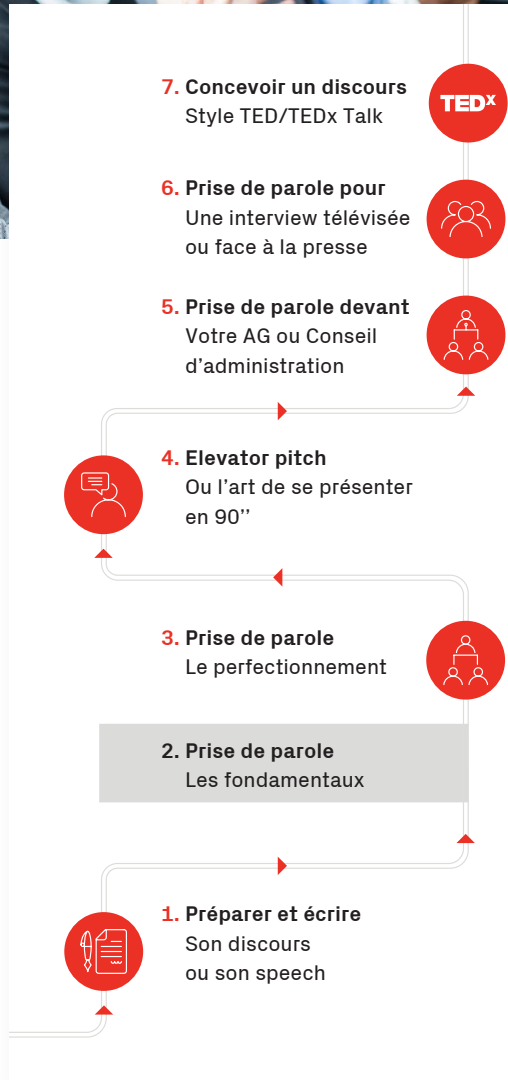 7. Concevoir un discours
Style TED/TEDx Talk
TEDx
6. Prise de parole pour
Une interview télévisée
ou face à la presse
5. Prise de parole devant
Votre AG ou Conseil
d’administration
4. Elevator pitch
Ou l’art de se présenter
en 90’’
3. Prise de parole
Le perfectionnement
2. Prise de parole
Les fondamentaux
1. Préparer et écrire
Son discours
ou son speech